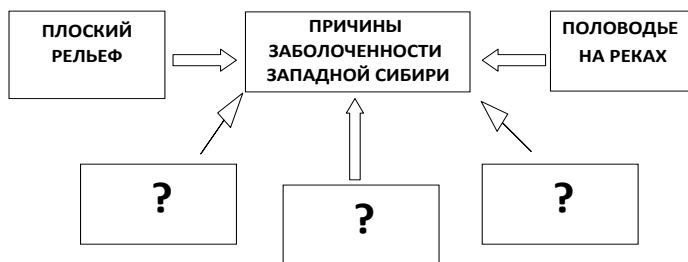 ПЛОСКИЙ
РЕЛЬЕФ
ПРИЧИНЫ
ЗАБОЛОЧЕННОСТИ
ЗАПАДНОЙ СИБИРИ
ПОЛОВОДЬЕ
НА РЕКАХ
?
?
?